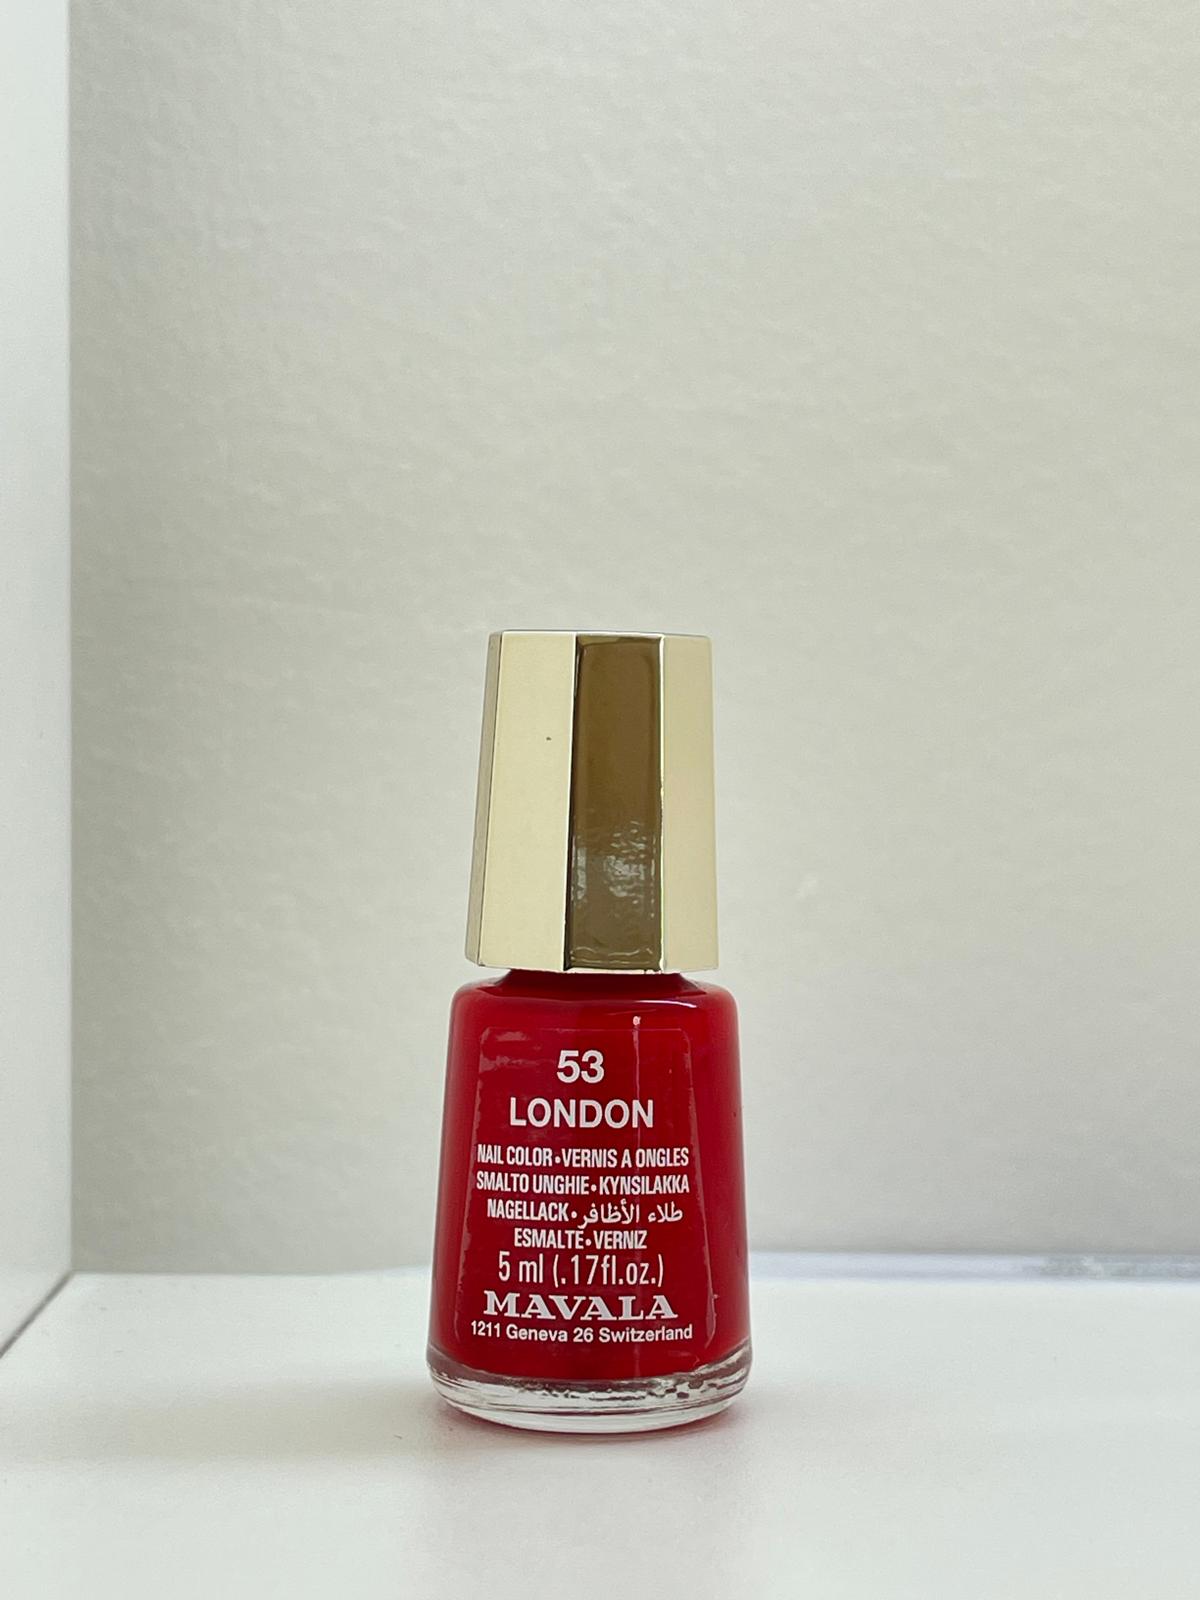 53
LONDON
NAIL COLOR•VERNIS A ONGLES
SMALTO UNGHIE•KYNSILAKKA
NAGELLACK•طلاء الأظافر
ESMALTE•VERNIZ
5 ml (.17fl.oz.)
MAVALA
1211 Geneva 26 Switzerland